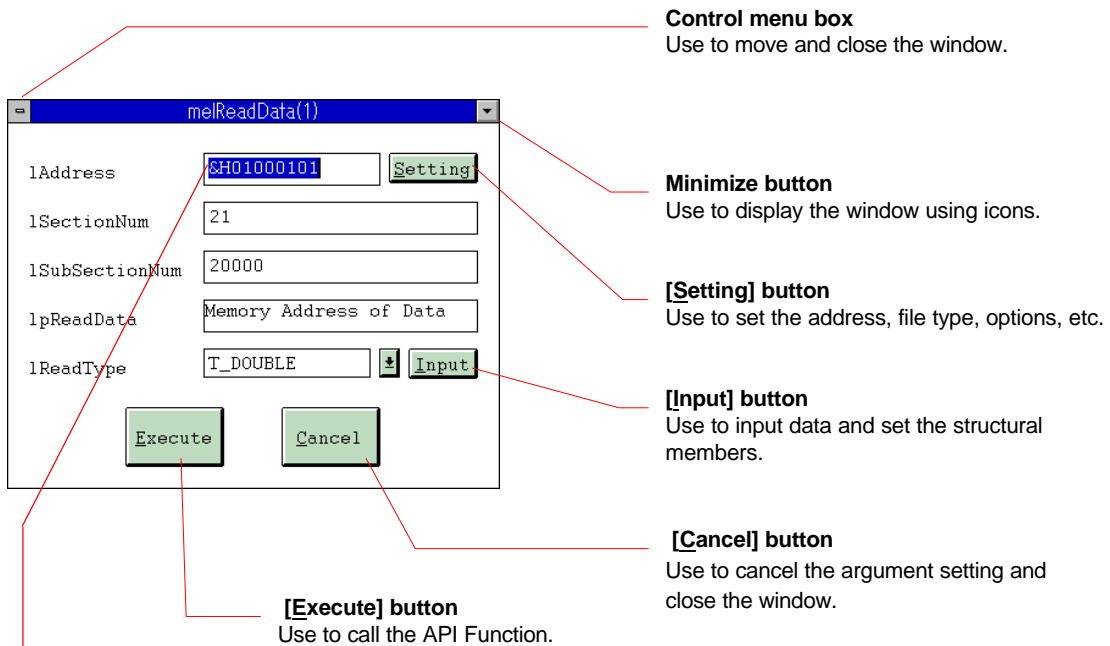 Control menu box
Use to move and close the window.
melReadData(1)
lAddress
&H01000101
Setting
lSectionNum
21
lSubSectionNum
20000
lpReadData
Memory Address of Data
lReadType
T_DOUBLE
Input
Execute
Cancel
Minimize button
Use to display the window using icons.
[Setting] button
Use to set the address, file type, options, etc.
[Input] button
Use to input data and set the structural
members.
[Cancel] button
Use to cancel the argument setting and
close the window.
[Execute] button
Use to call the API Function.